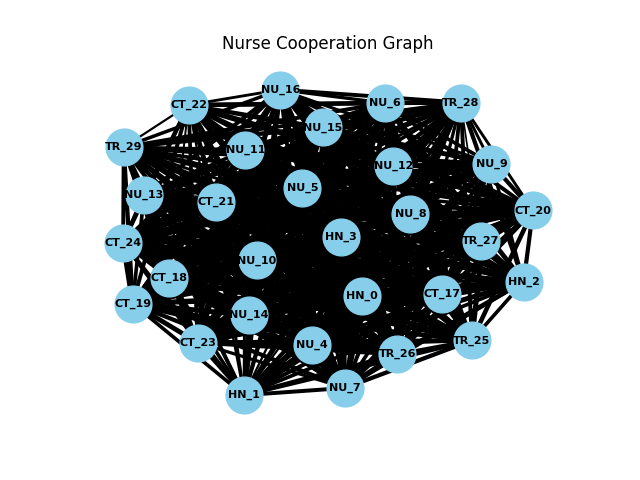 Nurse Cooperation Graph
NU_16
CT_22
NU_6
TR_28
NU_15
TR_29
NU_11
NU_12
NU_9
NU_5
NU_13
CT_21
NU_8
CT_20
HN_3
TR_27
CT_24
NU_10
CT_18
HN_2
HN_0
CT_17
CT_19
NU_14
CT_23
NU_4
TR_26
TR_25
NU_7
HN_1